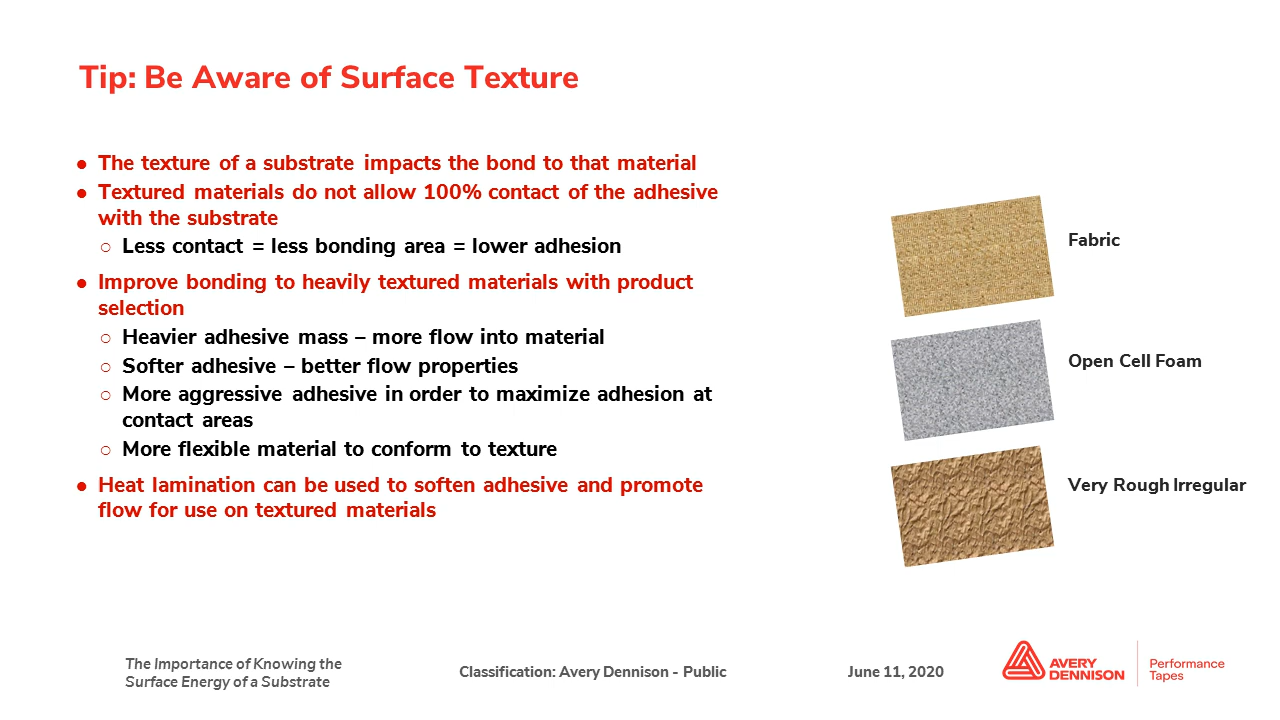 Tip: Be Aware of Surface Texture
● The texture of a substrate impacts the bond to that material
● Textured materials do not allow 100% contact of the adhesive
with the substrate
○ Less contact = less bonding area = lower adhesion
● Improve bonding to heavily textured materials with product
selection
○ Heavier adhesive mass – more flow into material
○ Softer adhesive – better flow properties
○ More aggressive adhesive in order to maximize adhesion at
contact areas
○ More flexible material to conform to texture
● Heat lamination can be used to soften adhesive and promote
flow for use on textured materials
Fabric
Open Cell Foam
Very Rough Irregular
The Importance of Knowing the
Surface Energy of a Substrate
Classification: Avery Dennison - Public
June 11, 2020
AVERY
DENNISON
Performance
Tapes